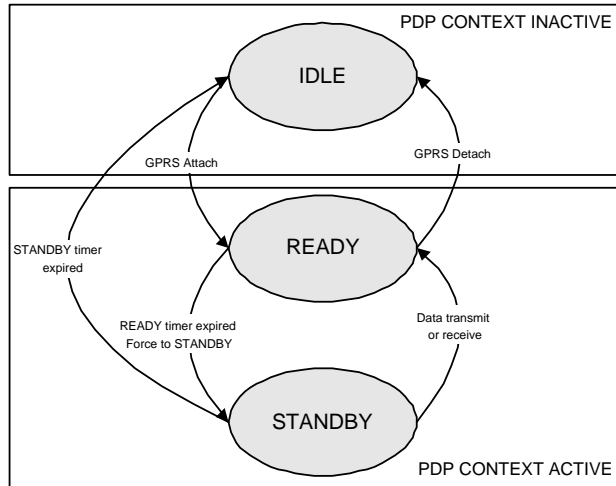 PDP CONTEXT INACTIVE
IDLE
GPRS Attach
GPRS Detach
STANDBY timer
expired
READY
READY timer expired
Force to STANDBY
Data transmit
or receive
STANDBY
PDP CONTEXT ACTIVE